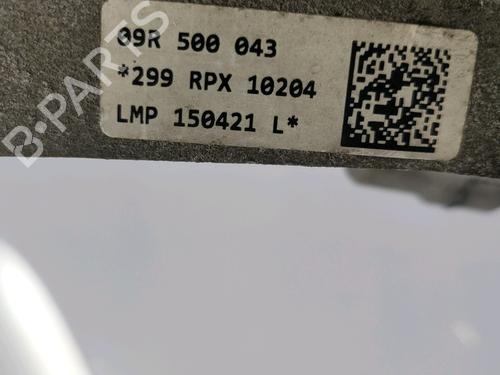 09R 500 043
*299 RPX 10204
LMP 150421 L*
B-PARTS